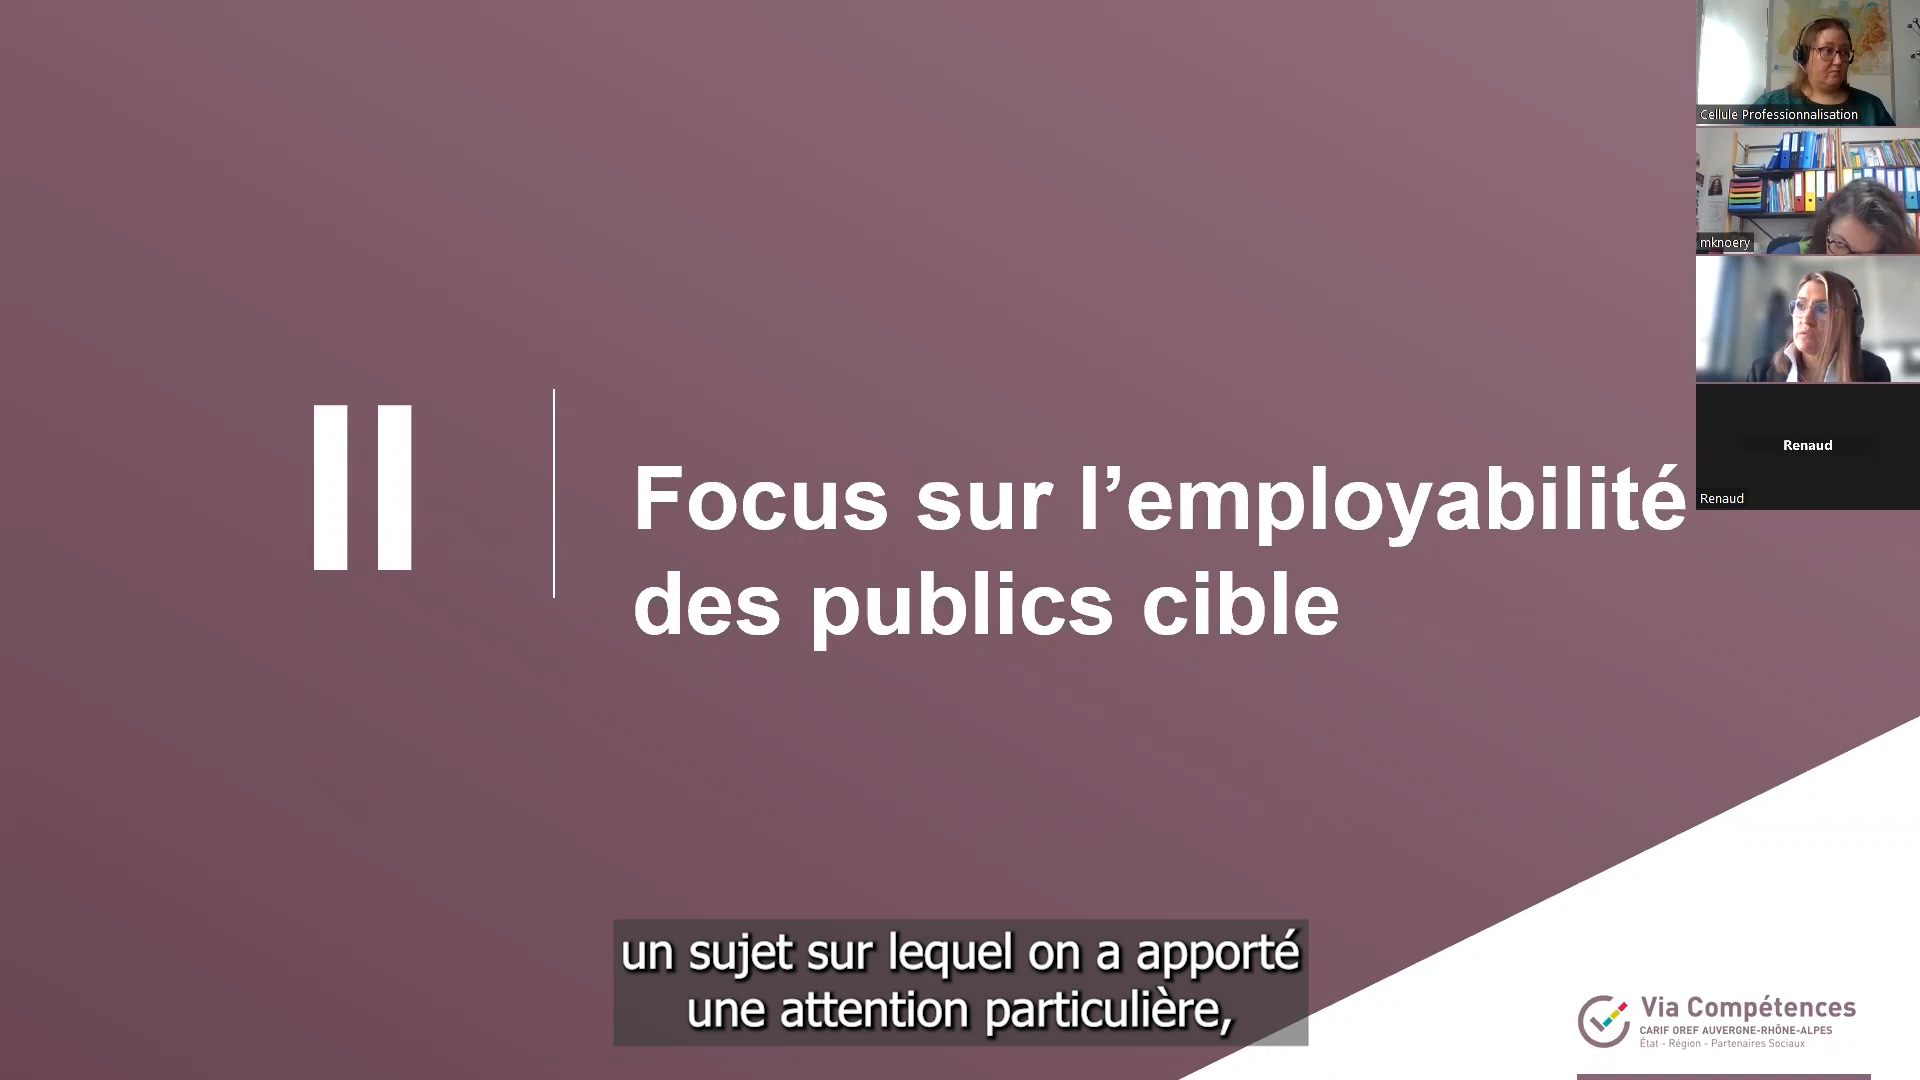 Cellule Professionnalisation
mknoery
Renaud
Renaud
II
Focus sur l’employabilité
des publics cible
un sujet sur lequel on a apporté
une attention particulière,
Via Compétences
CARIF OREF AUVERGNE-RHÔNE-ALPES
État - Région - Partenaires Sociaux